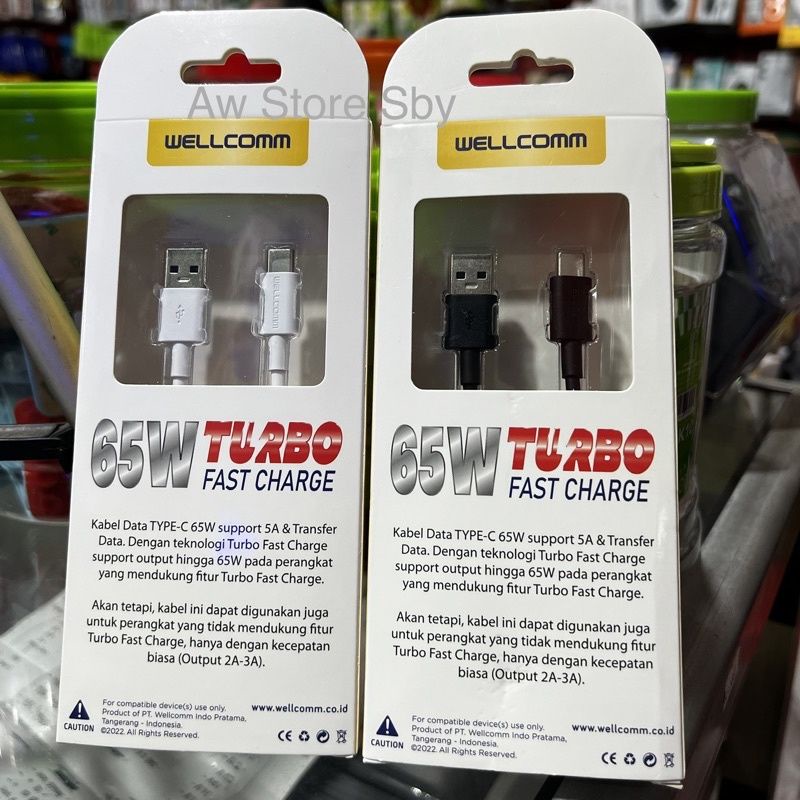 Aw Store Sby
WELLCOMM
WELLCOMM
65W TURBO
FAST CHARGE
Kabel Data TYPE-C 65W support 5A & Transfer
Data. Dengan teknologi Turbo Fast Charge
support output hingga 65W pada perangkat
yang mendukung fitur Turbo Fast Charge.
Akan tetapi, kabel ini dapat digunakan juga
untuk perangkat yang tidak mendukung fitur
Turbo Fast Charge, hanya dengan kecepatan
biasa (Output 2A-3A).
CAUTION
For compatible device(s) use only.
Product of PT. Wellcomm Indo Pratama,
Tangerang - Indonesia.
©2022. All Rights Reserved.
www.wellcomm.co.id
CE
WELLCOMM
65W TURBO
FAST CHARGE
Kabel Data TYPE-C 65W support 5A & Transfer
Data. Dengan teknologi Turbo Fast Charge
support output hingga 65W pada perangkat
yang mendukung fitur Turbo Fast Charge.
Akan tetapi, kabel ini dapat digunakan juga
untuk perangkat yang tidak mendukung fitur
Turbo Fast Charge, hanya dengan kecepatan
biasa (Output 2A-3A).
CAUTION
For compatible device(s) use only.
Product of PT. Wellcomm Indo Pratama,
Tangerang - Indonesia.
©2022. All Rights Reserved.
www.wellcomm.co.id
CE